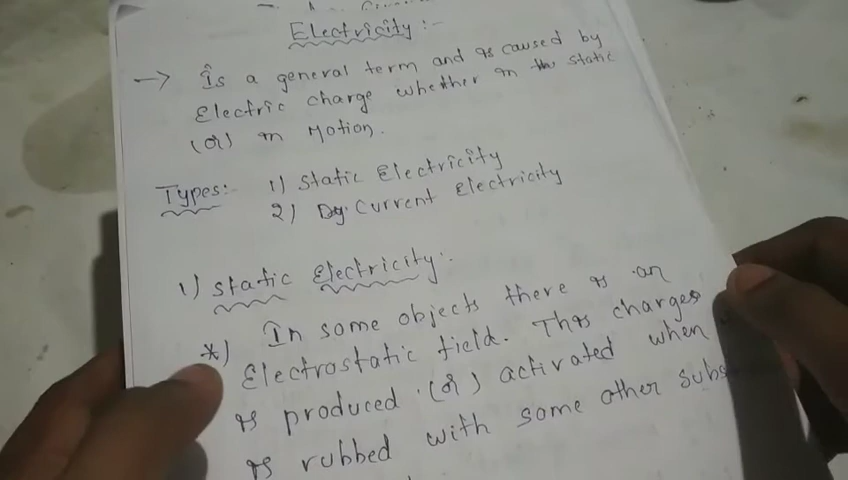 Electricity :-
→ Is a general term and is caused by
Electric charge whether in the static
(or) in Motion.
Types:- 1) Static Electricity
2) Dy. Current Electricity
1) Static Electricity :-
*) In some objects there is an
Electrostatic field. This charges
is produced (or) activated when
is rubbed with some other subs